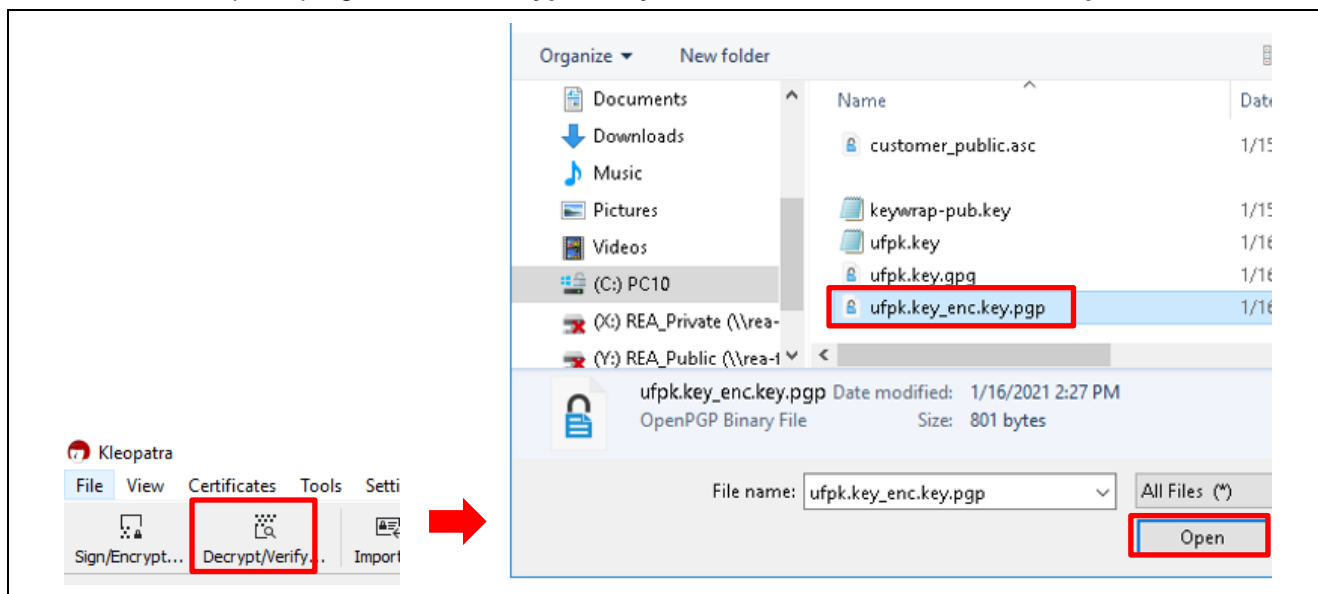 Organize New folder
Documents
Downloads
Music
Pictures
Videos
(C:) PC10
(X:) REA_Private (\\rea-
(Y:) REA_Public (\\rea-f
Name Date
customer_public.asc 1/15
keywrap-pub.key 1/15
ufpk.key 1/16
ufpk.key.gpg 1/16
ufpk.key_enc.key.pgp 1/16
ufpk.key_enc.key.pgp Date modified: 1/16/2021 2:27 PM
OpenPGP Binary File Size: 801 bytes
File name: ufpk.key_enc.key.pgp All Files (*)
Open
Kleopatra
File View Certificates Tools Setti
Sign/Encrypt... Decrypt/Verify... Import